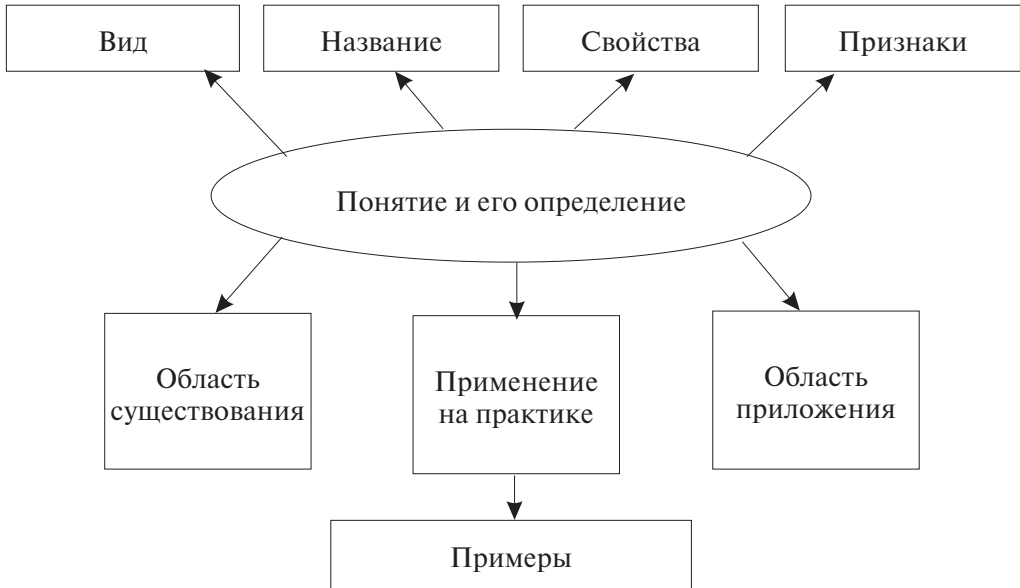 Вид
Название
Свойства
Признаки
Понятие и его определение
Область
существования
Применение
на практике
Область
приложения
Примеры